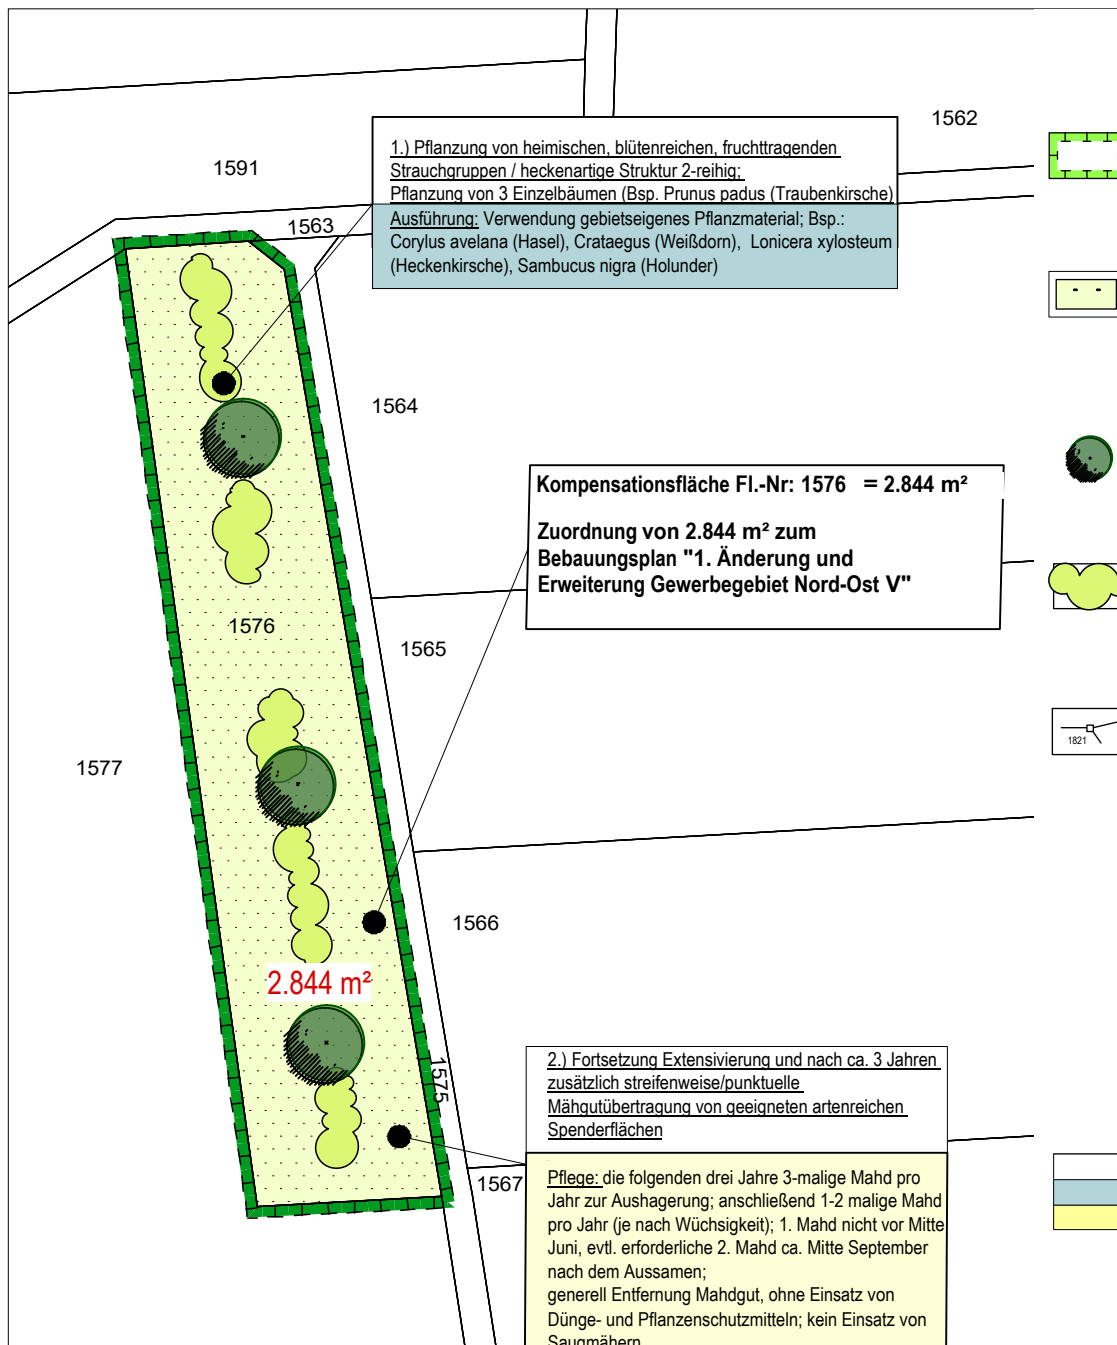 1562
1591
1.) Pflanzung von heimischen, blütenreichen, fruchttragenden
Strauchgruppen / heckenartige Struktur 2-reihig;
Pflanzung von 3 Einzelbäumen (Bsp. Prunus padus (Traubenkirsche)
Ausführung: Verwendung gebietseigenes Pflanzmaterial; Bsp.:
Corylus avelana (Hasel), Crataegus (Weißdorn), Lonicera xylosteum
(Heckenkirsche), Sambucus nigra (Holunder)
1563
1564
Kompensationsfläche Fl.-Nr: 1576 = 2.844 m²
Zuordnung von 2.844 m² zum
Bebauungsplan "1. Änderung und
Erweiterung Gewerbegebiet Nord-Ost V"
1576
1565
1577
1821
1566
2.844 m²
1575
2.) Fortsetzung Extensivierung und nach ca. 3 Jahren
zusätzlich streifenweise/punktuelle
Mähgutübertragung von geeigneten artenreichen
Spenderflächen
1567
Pflege: die folgenden drei Jahre 3-malige Mahd pro
Jahr zur Aushagerung; anschließend 1-2 malige Mahd
pro Jahr (je nach Wüchsigkeit); 1. Mahd nicht vor Mitte
Juni, evtl. erforderliche 2. Mahd ca. Mitte September
nach dem Aussamen;
generell Entfernung Mahdgut, ohne Einsatz von
Dünge- und Pflanzenschutzmitteln; kein Einsatz von
Saugmähern